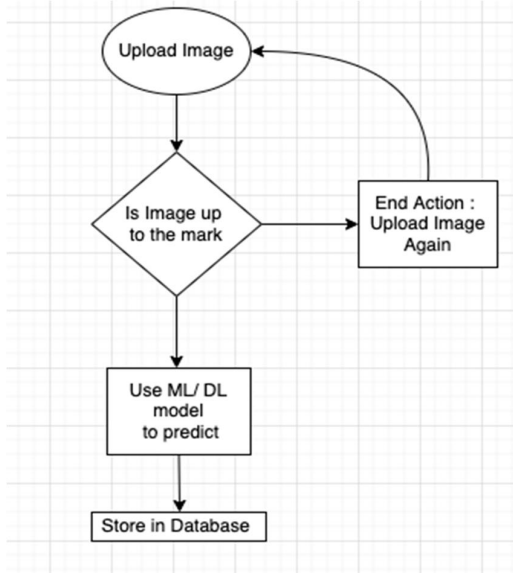 Upload Image
Is Image up
to the mark
End Action :
Upload Image
Again
Use ML/ DL
model
to predict
Store in Database